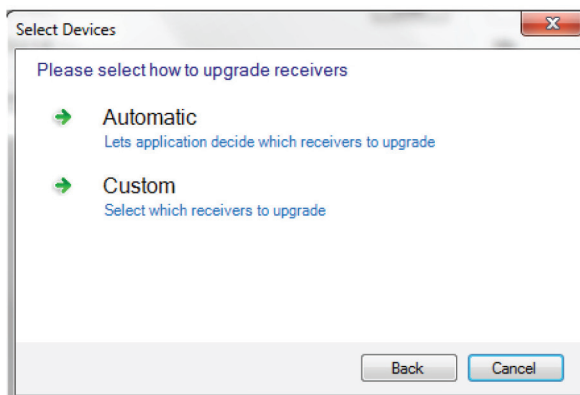 Select Devices
Please select how to upgrade receivers
Automatic
Lets application decide which receivers to upgrade
Custom
Select which receivers to upgrade
Back Cancel